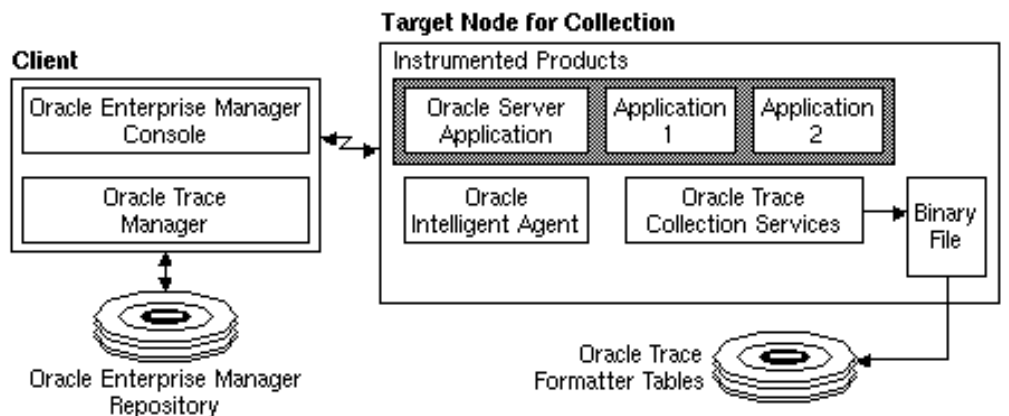 Target Node for Collection
Client
Instrumented Products
Oracle Enterprise Manager
Console
Oracle Server
Application
Application
1
Application
2
Oracle Trace
Manager
Oracle
Intelligent Agent
Oracle Trace
Collection Services
Binary
File
Oracle Enterprise Manager
Repository
Oracle Trace
Formatter Tables